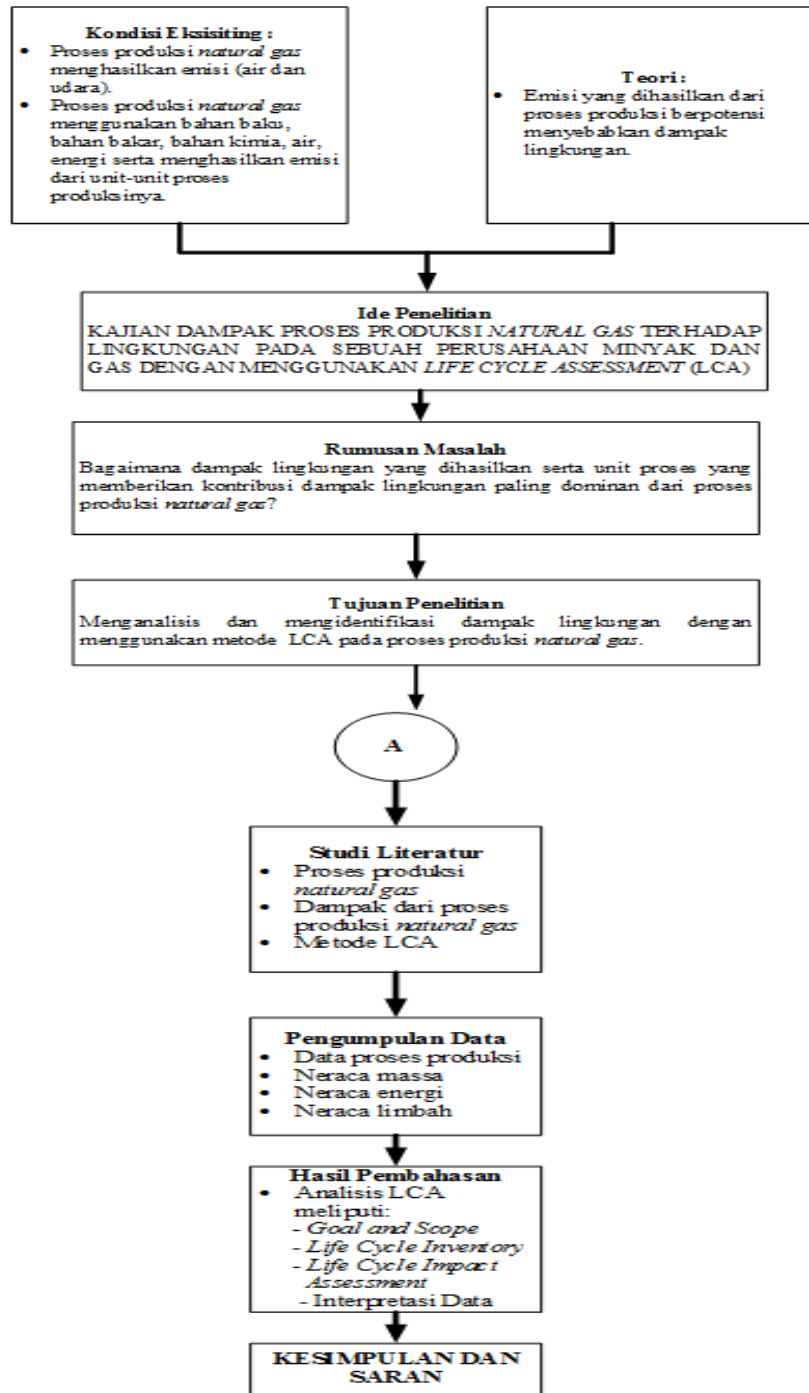 Kondisi Eksisiting :
• Proses produksi natural gas
menghasilkan emisi (air dan
udara).
• Proses produksi natural gas
menggunakan bahan baku,
bahan bakar, bahan kimia, air,
energi serta menghasilkan emisi
dari unit-unit proses
produksinya.
Teori :
• Emisi yang dihasilkan dari
proses produksi berpotensi
menyebabkan dampak
lingkungan.
Ide Penelitian
KAJIAN DAMPAK PROSES PRODUKSI NATURAL GAS TERHADAP
LINGKUNGAN PADA SEBUAH PERUSAHAAN MINYAK DAN
GAS DENGAN MENGGUNAKAN LIFE CYCLE ASSESSMENT (LCA)
Rumusan Masalah
Bagaimana dampak lingkungan yang dihasilkan serta unit proses yang
memberikan kontribusi dampak lingkungan paling dominan dari proses
produksi natural gas?
Tujuan Penelitian
Menganalisis dan mengidentifikasi dampak lingkungan dengan
menggunakan metode LCA pada proses produksi natural gas.
A
Studi Literatur
• Proses produksi
natural gas
• Dampak dari proses
produksi natural gas
• Metode LCA
Pengumpulan Data
• Data proses produksi
• Neraca massa
• Neraca energi
• Neraca limbah
Hasil Pembahasan
• Analisis LCA
meliputi:
- Goal and Scope
- Life Cycle Inventory
- Life Cycle Impact
Assessment
- Interpretasi Data
KESIMPULAN DAN
SARAN